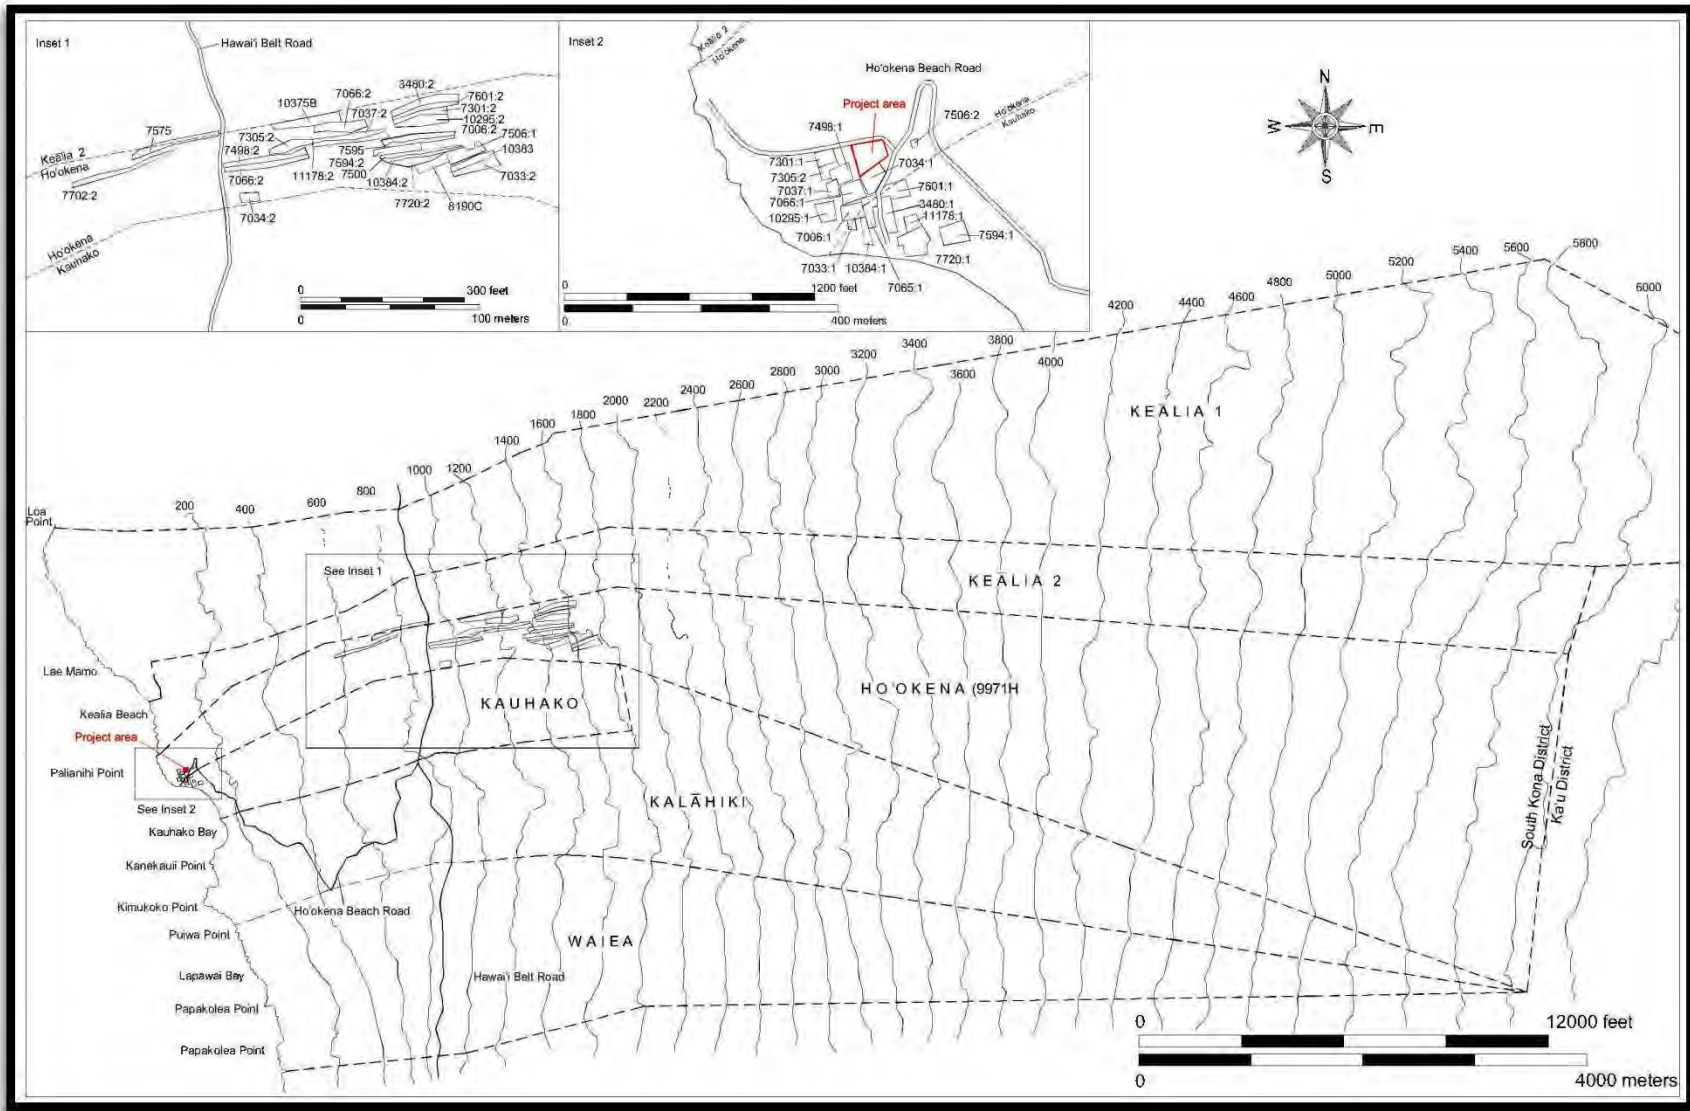 Inset 1
Hawai'i Belt Road
3480:2
7066:2
7601:2
10375B
7301:2
7037:2
10295:2
7575
7006:2
7305:2
7506:1
7498:2
7595
10383
Kealia 2
7594:2
Ho'okena
7500
7066:2
11178:2
10384:2
7033:2
7702:2
7720:2
8190C
7034:2
Ho'okena
Kauhako
0
300 feet
0
100 meters
Inset 2
Kealia 2
Ho'okena
Ho'okena Beach Road
Project area
Ho'okena
Kauhako
7506:2
7498:1
7301:1
7034:1
7305:2
7037:1
7601:1
7066:1
3480:1
10295:1
11178:1
7006:1
7594:1
7720:1
7033:1
10384:1
7065:1
0
1200 feet
0
400 meters
N
W
E
S
5800
5600
5400
5200
5000
6000
4800
4600
4400
4200
4000
3800
3600
3400
3200
3000
2800
2600
2400
2200
2000
1800
1600
1400
1200
1000
800
600
400
200
KEĀLIA 1
Loa
Point
See Inset 1
KEĀLIA 2
Lae Mamo
HO'OKENA (9971H
KAUHAKO
Kealia Beach
Project area
Palianihi Point
See Inset 2
KALĀHIKI
South Kona District
Ka'u District
Kauhako Bay
Kanekauii Point
Kimukoko Point
Ho'okena Beach Road
Puiwa Point
WAIEA
Lapawai Bay
Hawai'i Belt Road
Papakolea Point
Papakolea Point
0
12000 feet
0
4000 meters